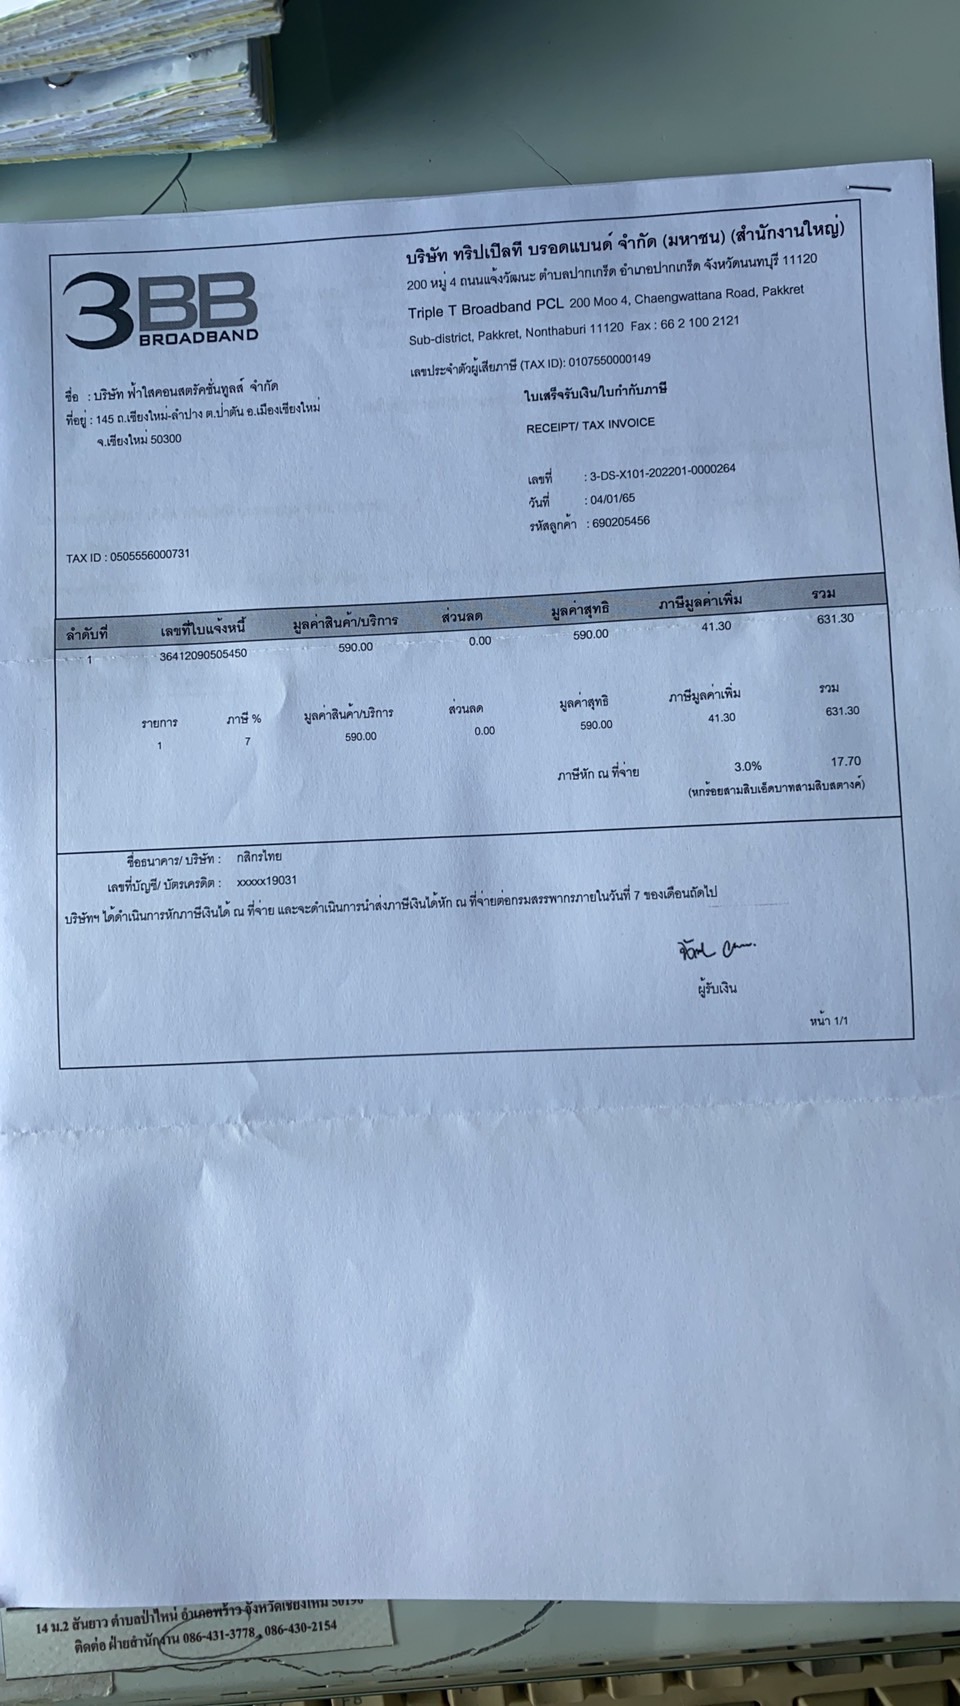 3BB
BROADBAND
บริษัท ทริปเปิลที บรอดแบนด์ จำกัด (มหาชน) (สำนักงานใหญ่)
200 หมู่ 4 ถนนแจ้งวัฒนะ ตำบลปากเกร็ด อำเภอปากเกร็ด จังหวัดนนทบุรี 11120
Triple T Broadband PCL 200 Moo 4, Chaengwattana Road, Pakkret
Sub-district, Pakkret, Nonthaburi 11120 Fax : 66 2 100 2121
เลขประจำตัวผู้เสียภาษี (TAX ID): 0107550000149
ชื่อ : บริษัท ฟ้าใสคอนสตรัคชั่นทูลส์ จำกัด
ที่อยู่ : 145 ถ.เชียงใหม่-ลำปาง ต.ป่าตัน อ.เมืองเชียงใหม่
จ.เชียงใหม่ 50300
ใบเสร็จรับเงิน/ใบกำกับภาษี
RECEIPT/ TAX INVOICE
เลขที่ : 3-DS-X101-202201-0000264
วันที่ : 04/01/65
รหัสลูกค้า : 690205456
TAX ID : 0505556000731
ลำดับที่ เลขที่ใบแจ้งหนี้ มูลค่าสินค้า/บริการ ส่วนลด มูลค่าสุทธิ ภาษีมูลค่าเพิ่ม รวม
1 36412090505450 590.00 0.00 590.00 41.30 631.30
รายการ ภาษี % มูลค่าสินค้า/บริการ ส่วนลด มูลค่าสุทธิ ภาษีมูลค่าเพิ่ม รวม
1 7 590.00 0.00 590.00 41.30 631.30
ภาษีหัก ณ ที่จ่าย 3.0% 17.70
(หกร้อยสามสิบเอ็ดบาทสามสิบสตางค์)
ชื่อธนาคาร/ บริษัท : กสิกรไทย
เลขที่บัญชี/ บัตรเครดิต : xxxxx19031
บริษัทฯ ได้ดำเนินการหักภาษีเงินได้ ณ ที่จ่าย และจะดำเนินการนำส่งภาษีเงินได้หัก ณ ที่จ่ายต่อกรมสรรพากรภายในวันที่ 7 ของเดือนถัดไป
ผู้รับเงิน
หน้า 1/1
14 ม.2 สันยาว ตำบลป่าไหน่ อำเภอพร้าว จังหวัดเชียงใหม่ 50190
ติดต่อ ฝ่ายสำนักงาน 086-431-3778, 086-430-2154